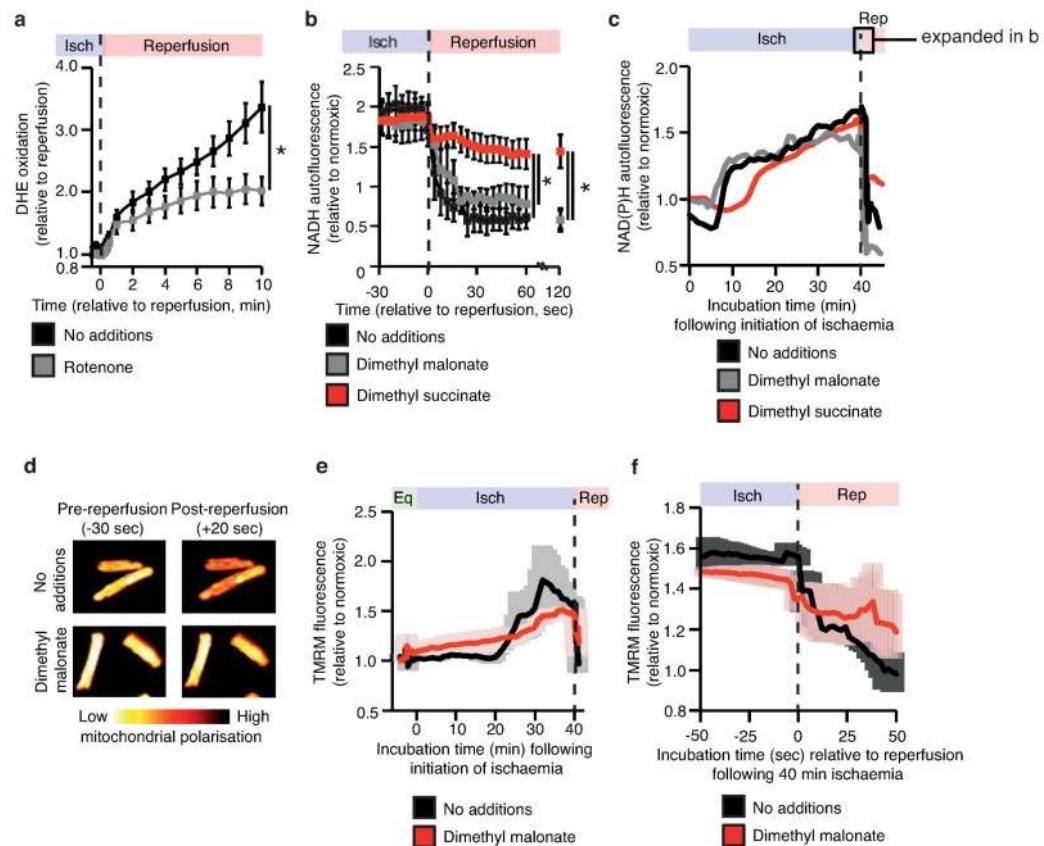 a
Isch
Reperfusion
4.0
3.0
2.0
1.0
0.8
DHE oxidation
(relative to reperfusion)
*
0 2 4 6 8 10
Time (relative to reperfusion, min)
No additions
Rotenone
b
Isch
Reperfusion
2.5
2
1.5
1
0.5
0
NADH autofluorescence
(relative to normoxic)
* *
-30 0 30 60 120
Time (relative to reperfusion, sec)
No additions
Dimethyl malonate
Dimethyl succinate
c
Rep
Isch
expanded in b
2.0
1.5
1.0
0.5
NAD(P)H autofluorescence
(relative to normoxic)
0 10 20 30 40 50
Incubation time (min)
following initiation of ischaemia
No additions
Dimethyl malonate
Dimethyl succinate
d
Pre-reperfusion
(-30 sec)
Post-reperfusion
(+20 sec)
No
additions
Dimethyl
malonate
Low High
mitochondrial polarisation
e
Eq
Isch
Rep
2.5
2.0
1.5
1.0
0.5
TMRM fluorescence
(relative to normoxic)
0 10 20 30 40
Incubation time (min) following
initiation of ischaemia
No additions
Dimethyl malonate
f
Isch
Rep
1.8
1.6
1.4
1.2
1.0
0.8
TMRM fluorescence
(relative to normoxic)
-50 -25 0 25 50
Incubation time (sec) relative to reperfusion
following 40 min ischaemia
No additions
Dimethyl malonate